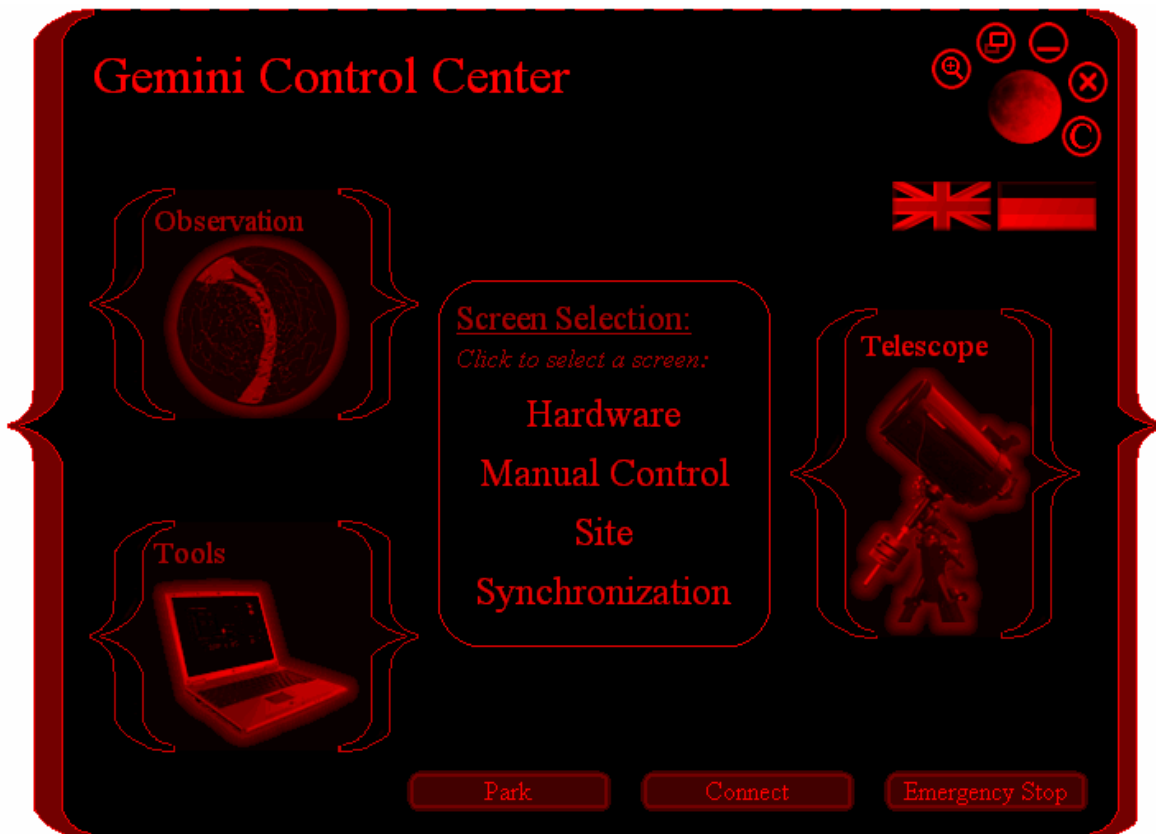 Gemini Control Center
©
Observation
Screen Selection:
Click to select a screen:
Hardware
Manual Control
Site
Synchronization
Telescope
Tools
Park
Connect
Emergency Stop